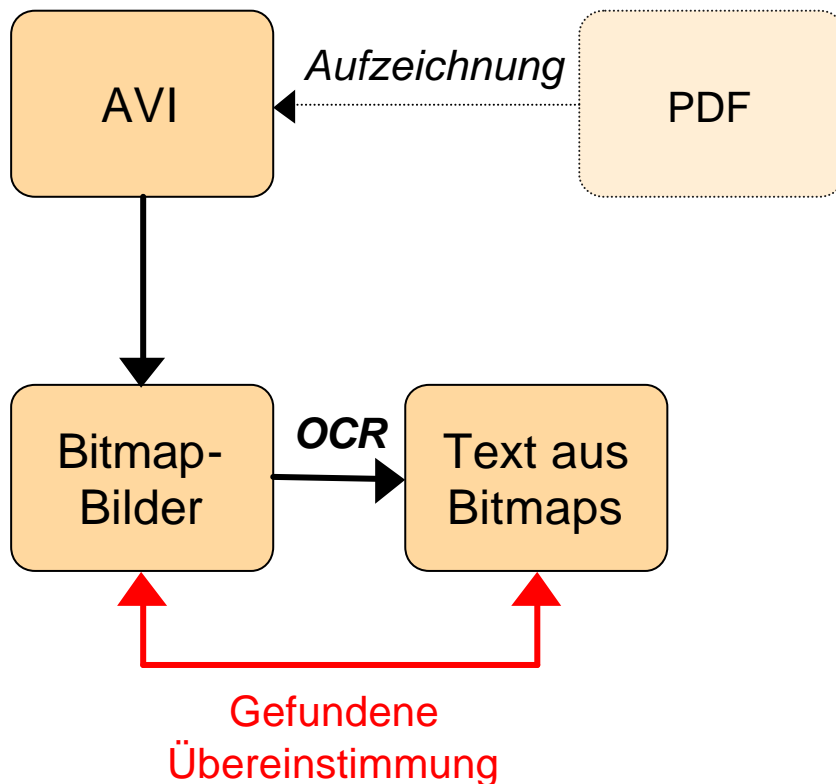 AVI
Aufzeichnung
PDF
Bitmap-
Bilder
OCR
Text aus
Bitmaps
Gefundene
Übereinstimmung